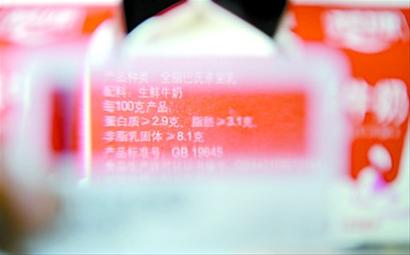 产品种类 全脂巴氏杀菌乳
配料：生鲜牛奶
每100克产品：
蛋白质≥2.9克，脂肪≥3.1克，
非脂乳固体≥8.1克
产品标准号：GB 19645